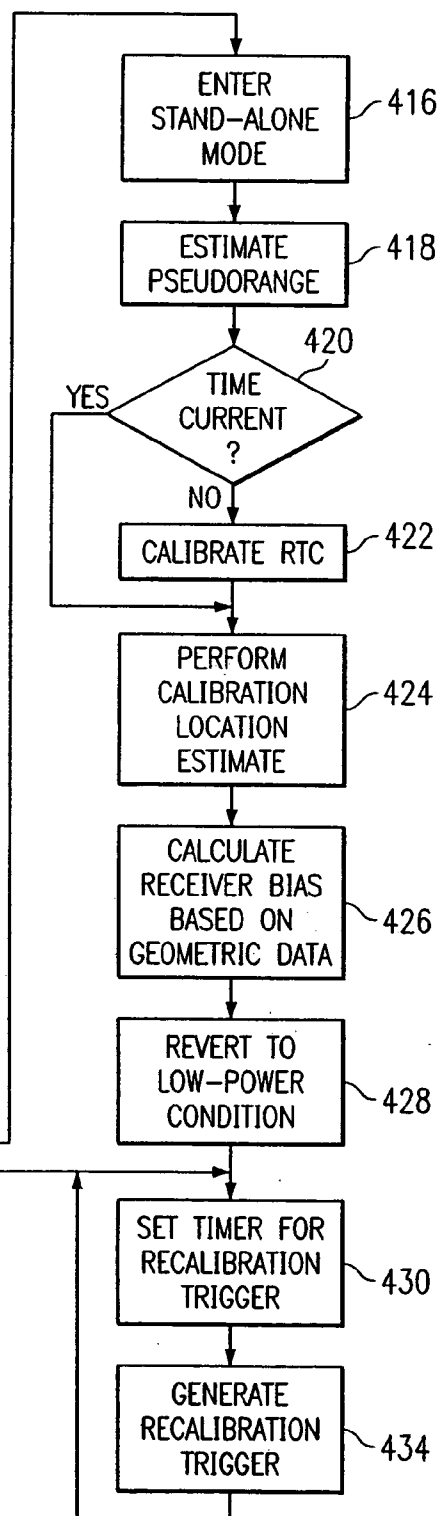 ENTER
STAND-ALONE
MODE
416
ESTIMATE
PSEUDORANGE
418
420
TIME
CURRENT
?
YES
NO
CALIBRATE RTC
422
PERFORM
CALIBRATION
LOCATION
ESTIMATE
424
CALCULATE
RECEIVER BIAS
BASED ON
GEOMETRIC DATA
426
REVERT TO
LOW-POWER
CONDITION
428
SET TIMER FOR
RECALIBRATION
TRIGGER
430
GENERATE
RECALIBRATION
TRIGGER
434